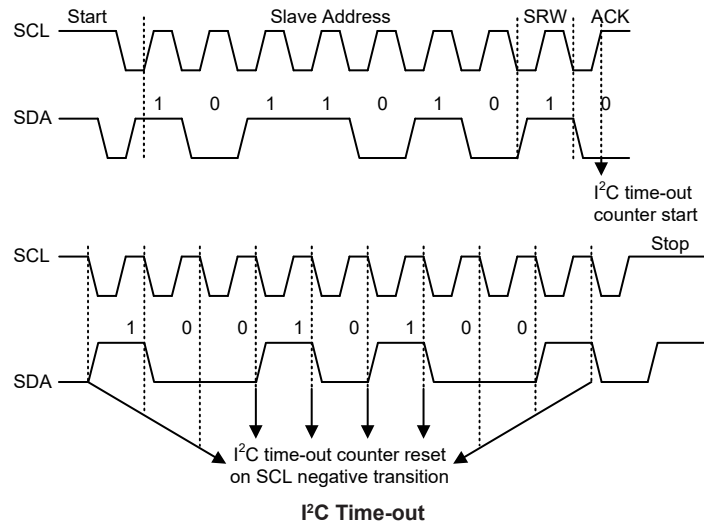 Start Slave Address SRW ACK
SCL
1 0 1 1 0 1 0 1 0
SDA
I²C time-out
counter start
Stop
SCL
1 0 0 1 0 1 0 0
SDA
I²C time-out counter reset
on SCL negative transition
I²C Time-out